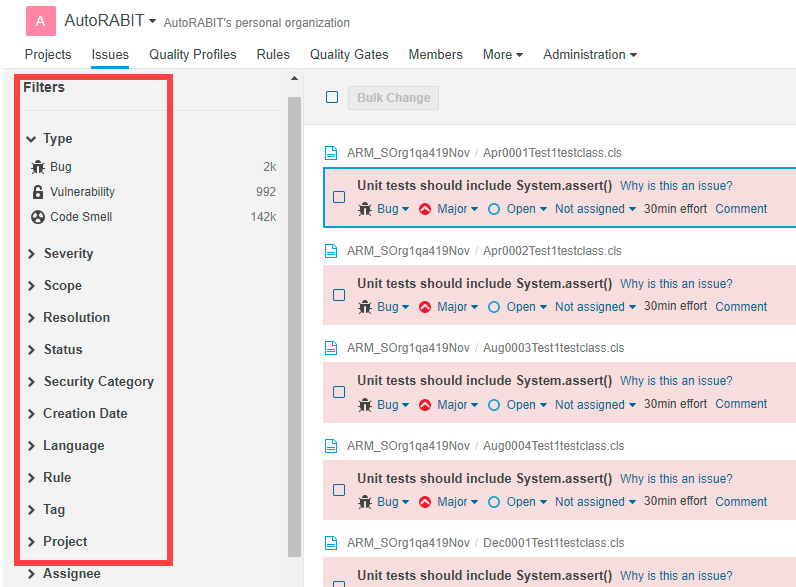 A AutoRABIT AutoRABIT's personal organization
Projects Issues Quality Profiles Rules Quality Gates Members More Administration
Filters
Type
Bug 2k
Vulnerability 992
Code Smell 142k
Severity
Scope
Resolution
Status
Security Category
Creation Date
Language
Rule
Tag
Project
Assignee
Bulk Change
ARM_SOrg1qa419Nov / Apr0001Test1testclass.cls
Unit tests should include System.assert() Why is this an issue?
Bug Major Open Not assigned 30min effort Comment
ARM_SOrg1qa419Nov / Apr0002Test1testclass.cls
Unit tests should include System.assert() Why is this an issue?
Bug Major Open Not assigned 30min effort Comment
ARM_SOrg1qa419Nov / Aug0003Test1testclass.cls
Unit tests should include System.assert() Why is this an issue?
Bug Major Open Not assigned 30min effort Comment
ARM_SOrg1qa419Nov / Aug0004Test1testclass.cls
Unit tests should include System.assert() Why is this an issue?
Bug Major Open Not assigned 30min effort Comment
ARM_SOrg1qa419Nov / Dec0001Test1testclass.cls
Unit tests should include System.assert() Why is this an issue?